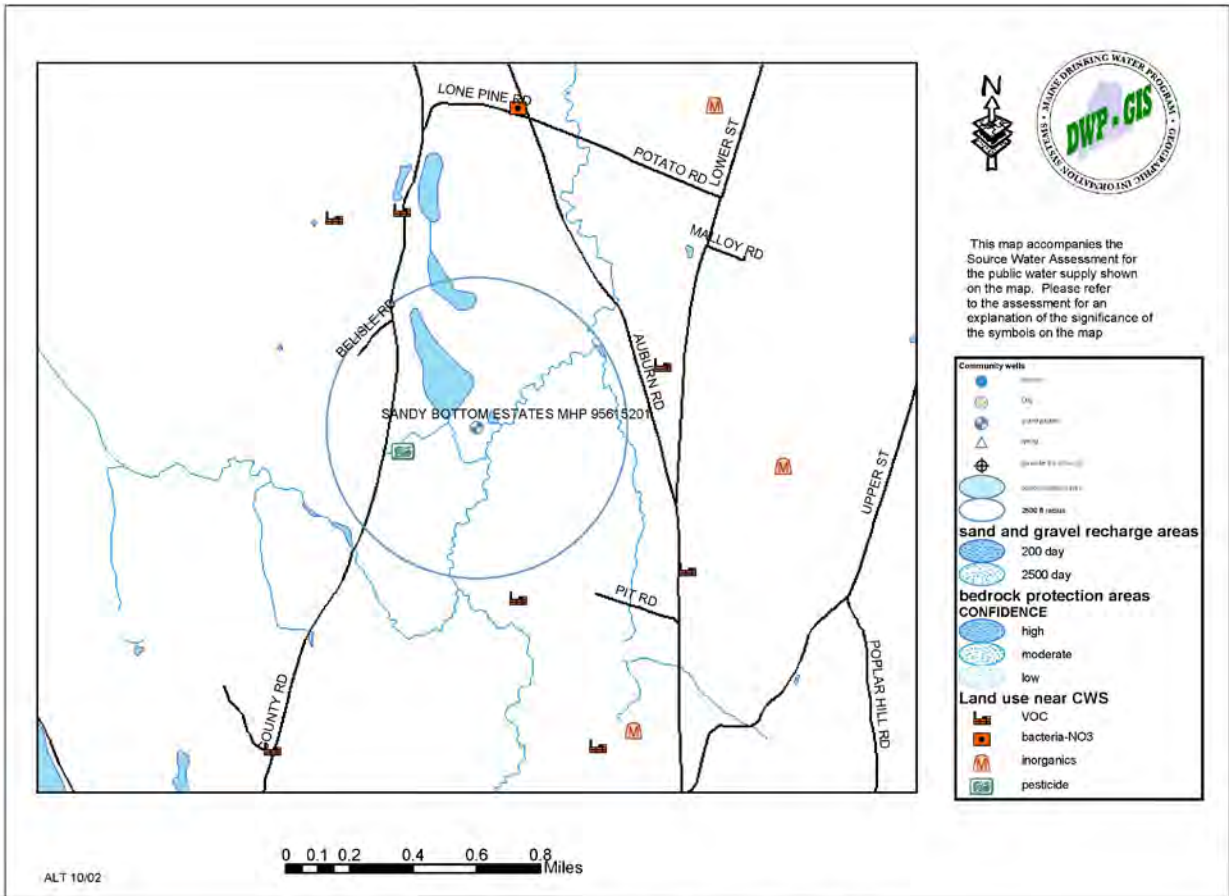 LONE PINE RD
POTATO RD
LOWER ST
MALLOY RD
BELISLE RD
AUBURN RD
SANDY BOTTOM ESTATES MHP 95615201
UPPER ST
PIT RD
POPLAR HILL RD
COUNTY RD
0 0.1 0.2 0.4 0.6 0.8 Miles
ALT 10/02
N
MAINE DRINKING WATER PROGRAM • GEOGRAPHIC INFORMATION SYSTEMS •
DWP - GIS
This map accompanies the
Source Water Assessment for
the public water supply shown
on the map. Please refer
to the assessment for an
explanation of the significance of
the symbols on the map
Community wells
2500 ft radius
sand and gravel recharge areas
200 day
2500 day
bedrock protection areas
CONFIDENCE
high
moderate
low
Land use near CWS
VOC
bacteria-NO3
M inorganics
pesticide